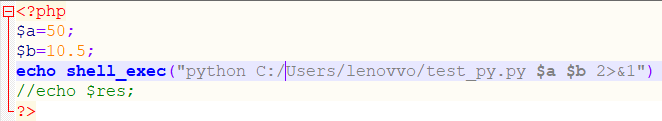 <?php
$a=50;
$b=10.5;
echo shell_exec("python C:/Users/lenovvo/test_py.py $a $b 2>&1")
//echo $res;
?>